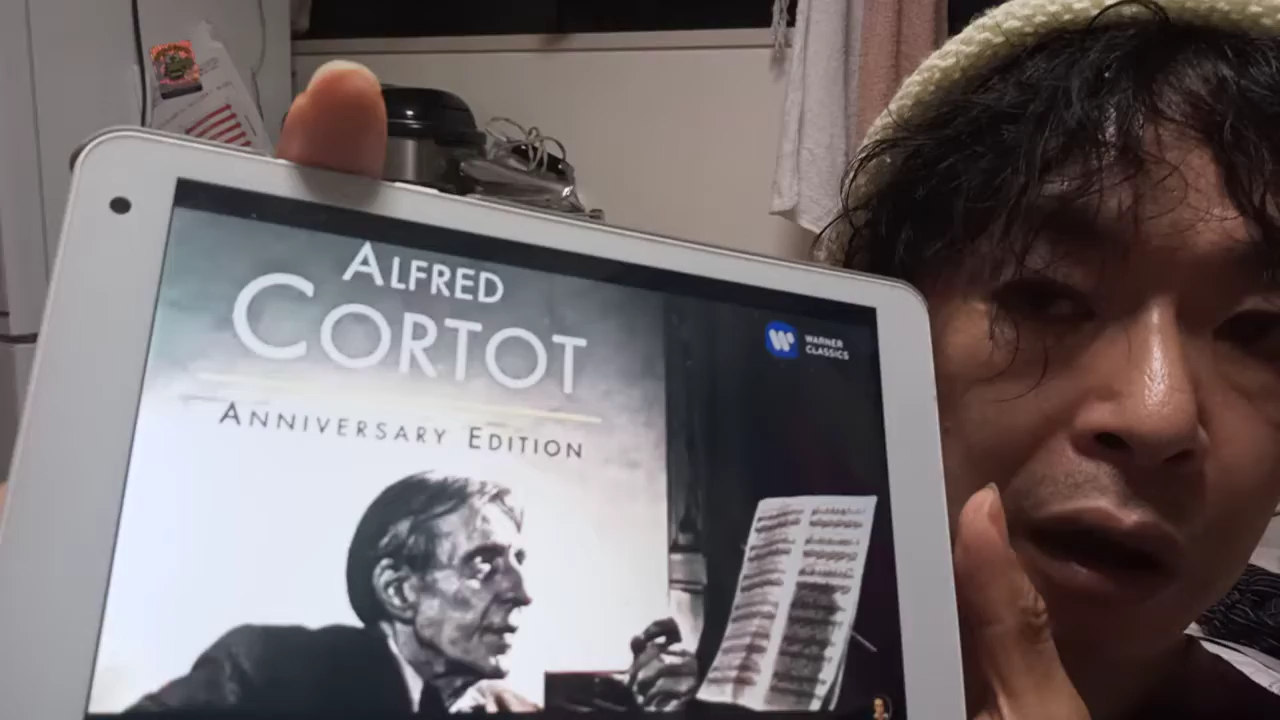 ALFRED
CORTOT
ANNIVERSARY EDITION
WARNER
CLASSICS